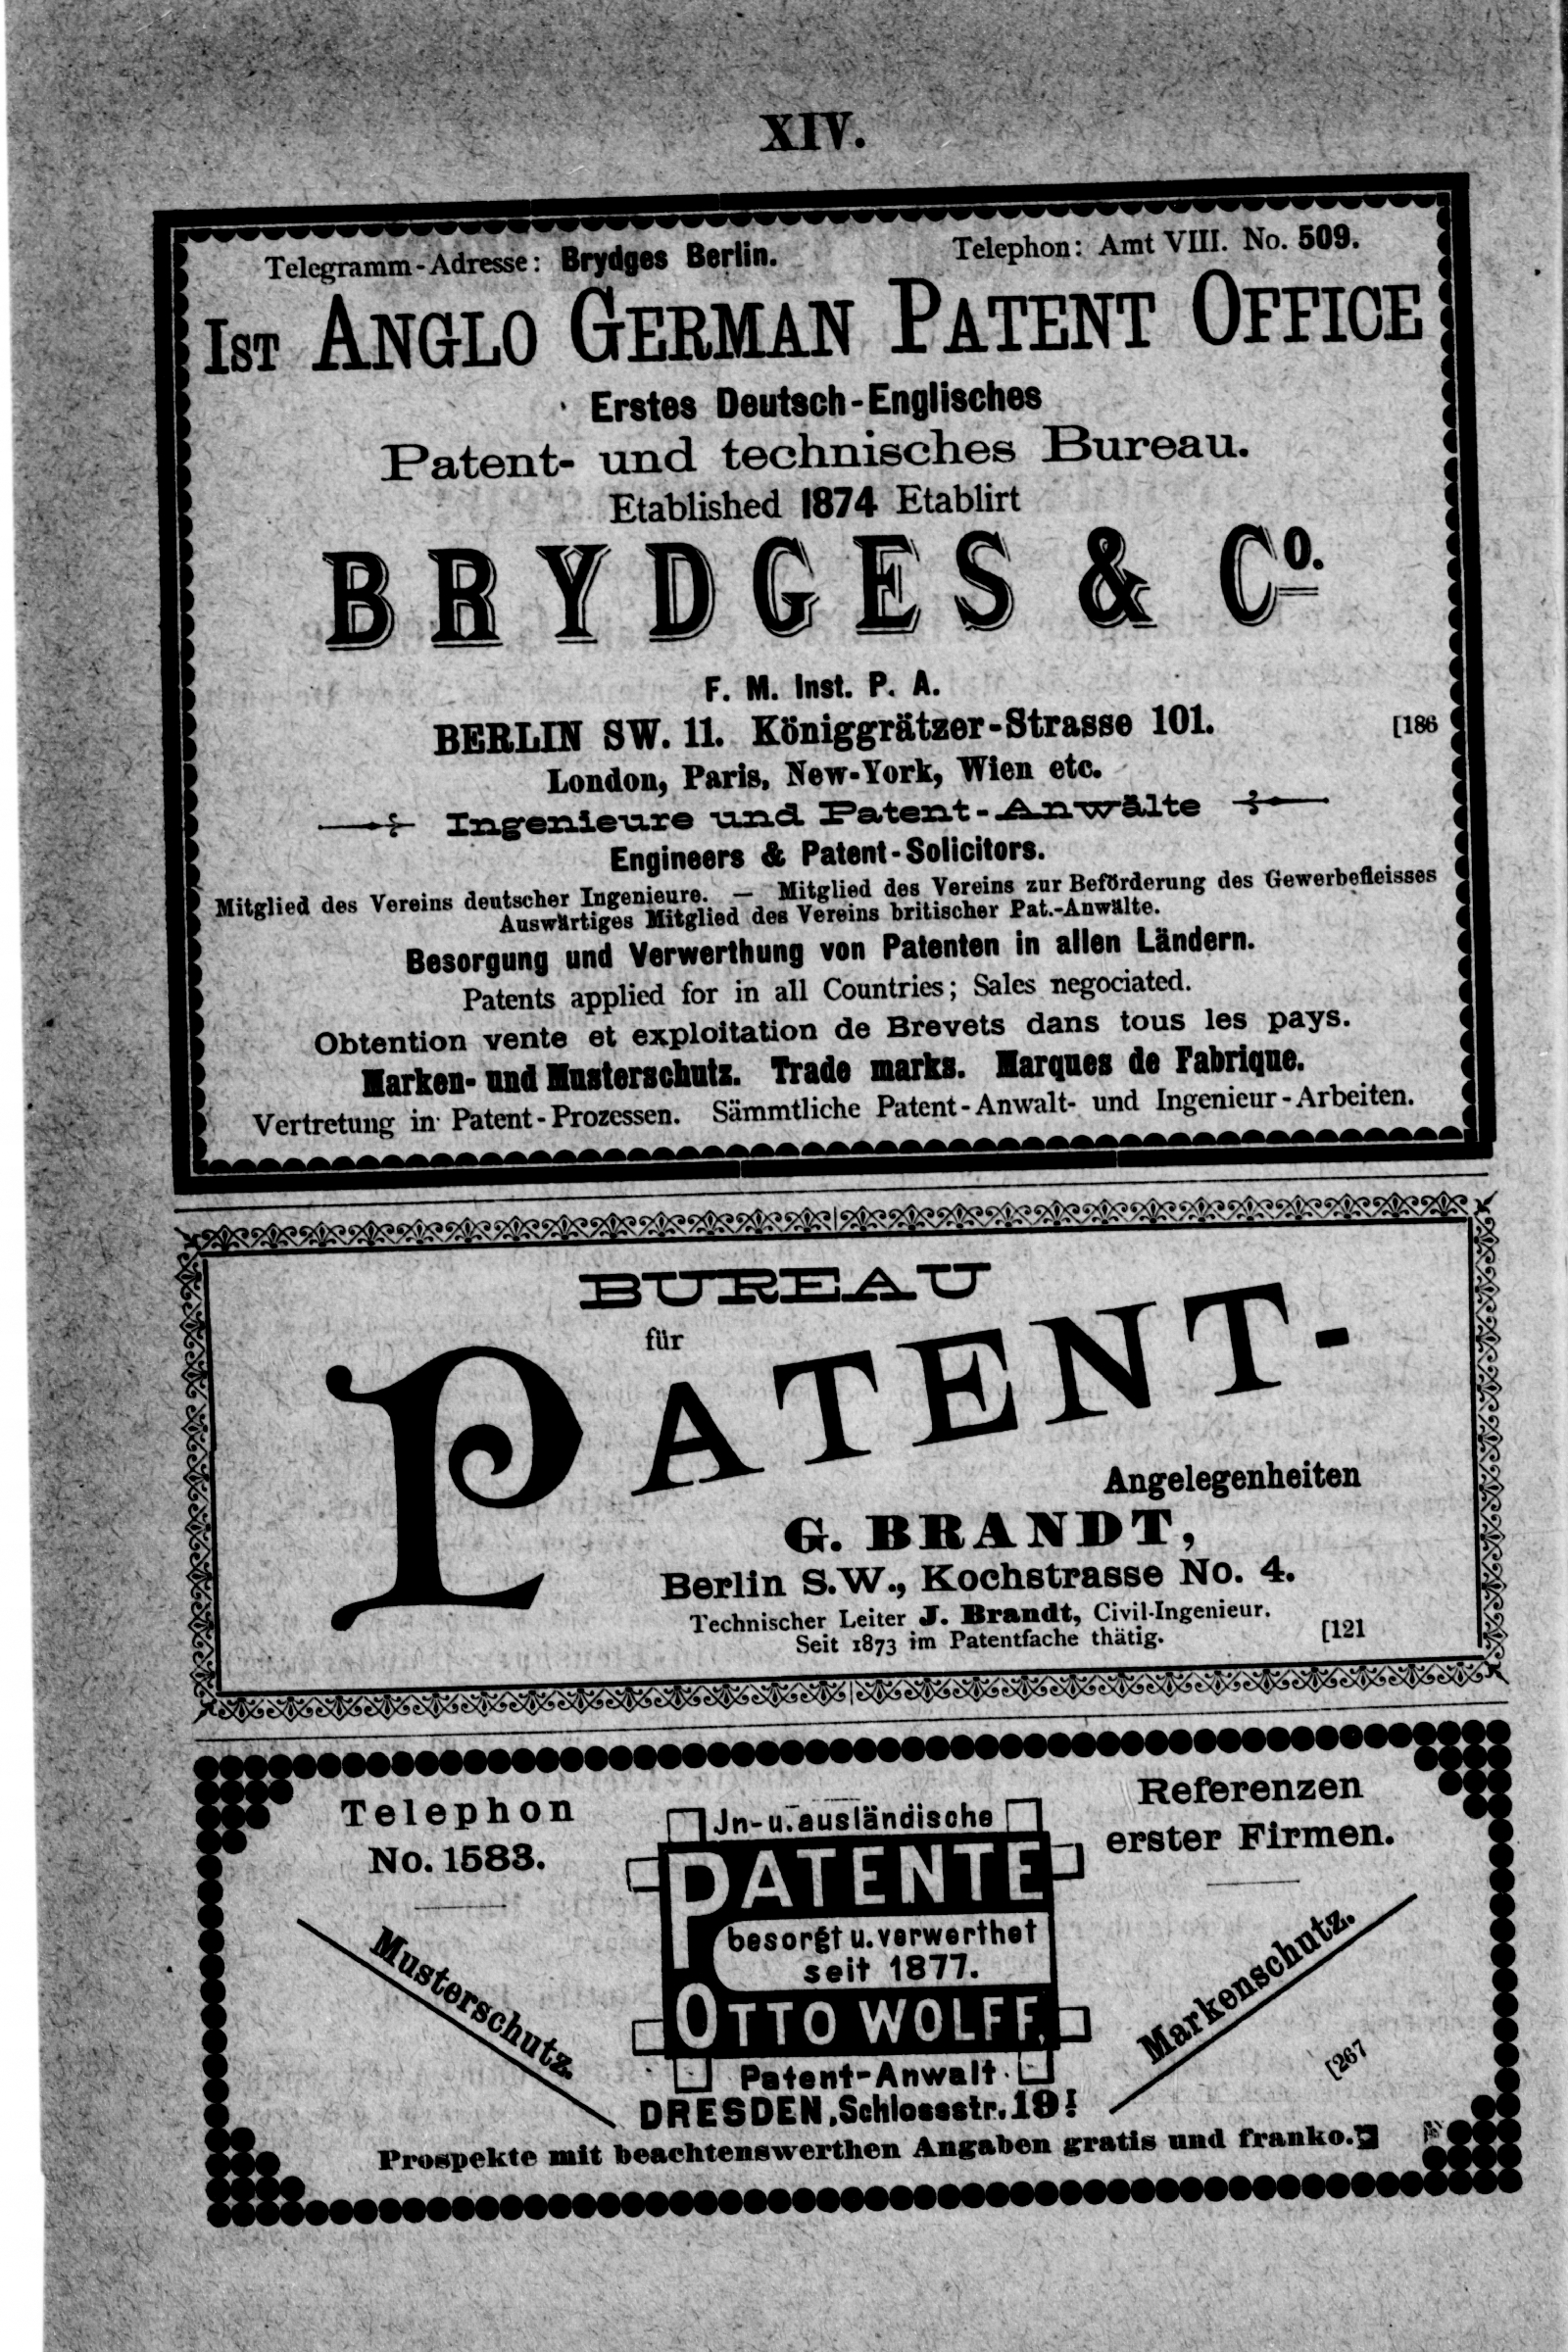 XIV.
Telegramm-Adresse: Brydges Berlin. Telephon: Amt VIII. No. 509.
IST ANGLO GERMAN PATENT OFFICE
Erstes Deutsch-Englisches
Patent- und technisches Bureau.
Etablished 1874 Etablirt
BRYDGES & Co.
F. M. Inst. P. A.
BERLIN SW. 11. Königgrätzer-Strasse 101. [186
London, Paris, New-York, Wien etc.
Ingenieure und Patent-Anwälte
Engineers & Patent-Solicitors.
Mitglied des Vereins deutscher Ingenieure. — Mitglied des Vereins zur Beförderung des Gewerbefleisses
Auswärtiges Mitglied des Vereins britischer Pat.-Anwälte.
Besorgung und Verwerthung von Patenten in allen Ländern.
Patents applied for in all Countries; Sales negociated.
Obtention vente et exploitation de Brevets dans tous les pays.
Marken- und Musterschutz. Trade marks. Marques de Fabrique.
Vertretung in Patent-Prozessen. Sämmtliche Patent-Anwalt- und Ingenieur-Arbeiten.
BUREAU
für
PATENT-
Angelegenheiten
G. BRANDT,
Berlin S.W., Kochstrasse No. 4.
Technischer Leiter J. Brandt, Civil-Ingenieur.
Seit 1873 im Patentfache thätig. [121
Telephon
No. 1583.
Musterschutz.
Jn- u. ausländische
PATENTE
besorgt u. verwerthet
seit 1877.
OTTO WOLFF.
Patent-Anwalt
DRESDEN, Schlossstr. 19!
Referenzen
erster Firmen.
Markenschutz.
[267
Prospekte mit beachtenswerthen Angaben gratis und franko.